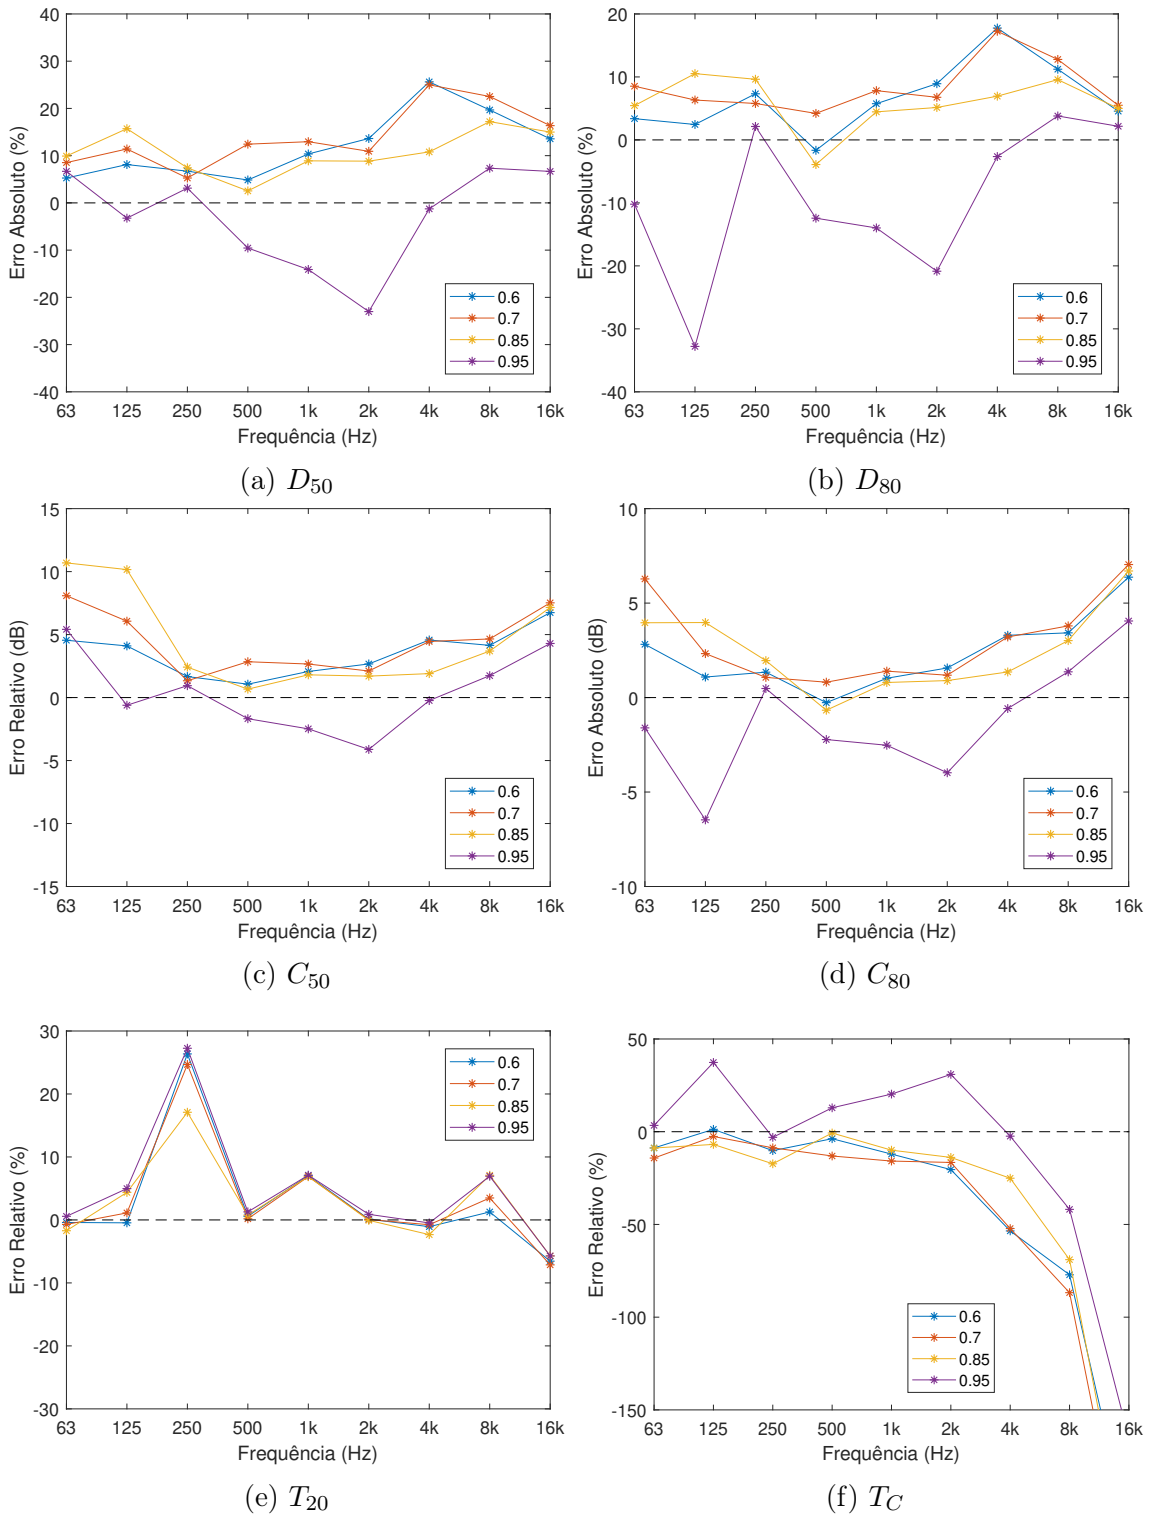 40
30
20
10
0
-10
-20
-30
-40
Erro Absoluto (%)
63 125 250 500 1k 2k 4k 8k 16k
Frequência (Hz)
0.6
0.7
0.85
0.95
(a) D50
20
10
0
-10
-20
-30
-40
Erro Absoluto (%)
63 125 250 500 1k 2k 4k 8k 16k
Frequência (Hz)
0.6
0.7
0.85
0.95
(b) D80
15
10
5
0
-5
-10
-15
Erro Relativo (dB)
63 125 250 500 1k 2k 4k 8k 16k
Frequência (Hz)
0.6
0.7
0.85
0.95
(c) C50
10
5
0
-5
-10
Erro Absoluto (dB)
63 125 250 500 1k 2k 4k 8k 16k
Frequência (Hz)
0.6
0.7
0.85
0.95
(d) C80
30
20
10
0
-10
-20
-30
Erro Relativo (%)
63 125 250 500 1k 2k 4k 8k 16k
Frequência (Hz)
0.6
0.7
0.85
0.95
(e) T20
50
0
-50
-100
-150
Erro Relativo (%)
63 125 250 500 1k 2k 4k 8k 16k
Frequência (Hz)
0.6
0.7
0.85
0.95
(f) TC